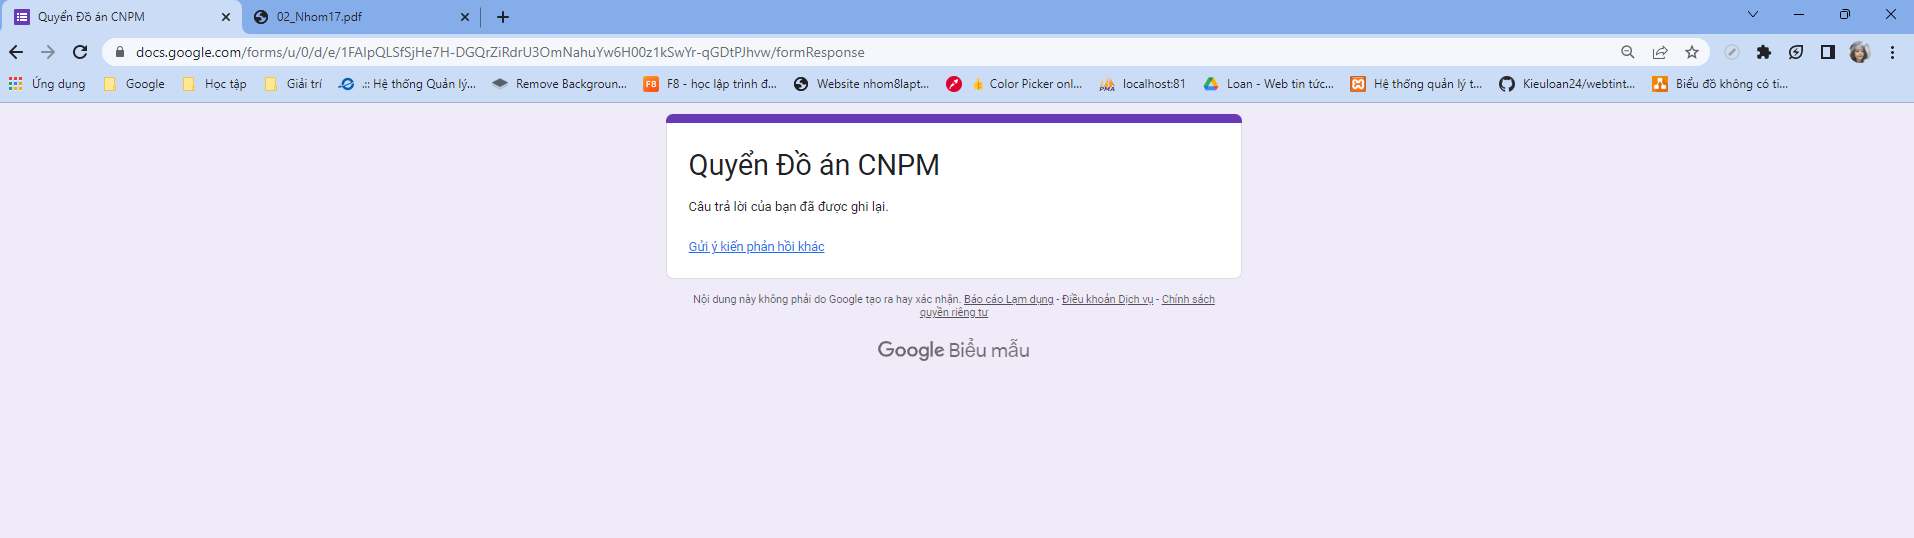 Quyển Đồ án CNPM
02_Nhom17.pdf
docs.google.com/forms/u/0/d/e/1FAIpQLSfSjHe7H-DGQrZiRdrU3OmNahuYw6H00z1kSwYr-qGDtPJhvw/formResponse
Ứng dụng Google Học tập Giải trí .:: Hệ thống Quản lý... Remove Backgroun... F8 F8 - học lập trình đ... Website nhom8lapt... Color Picker onl... PMA localhost:81 Loan - Web tin tức... Hệ thống quản lý t... Kieuloan24/webtint... Biểu đồ không có ti...
Quyển Đồ án CNPM
Câu trả lời của bạn đã được ghi lại.
Gửi ý kiến phản hồi khác
Nội dung này không phải do Google tạo ra hay xác nhận. Báo cáo Lạm dụng - Điều khoản Dịch vụ - Chính sách
quyền riêng tư
Google Biểu mẫu